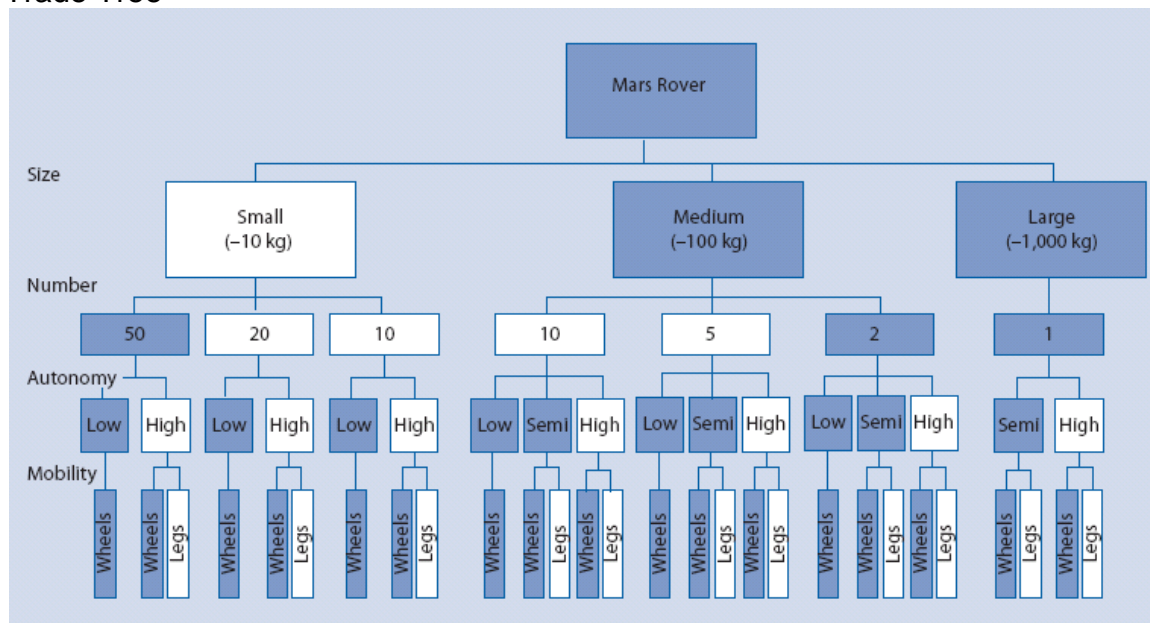 Mars Rover
Size
Small
(~10 kg)
Medium
(~100 kg)
Large
(~1,000 kg)
Number
50 20 10 10 5 2 1
Autonomy
Low High Low High Low High Low Semi High Low Semi High Low Semi High Semi High
Mobility
Wheels Wheels Legs Wheels Wheels Legs Wheels Wheels Legs Wheels Wheels Legs Wheels Legs Wheels Wheels Legs Wheels Legs Wheels Wheels Legs Wheels Legs Wheels Legs Wheels Legs